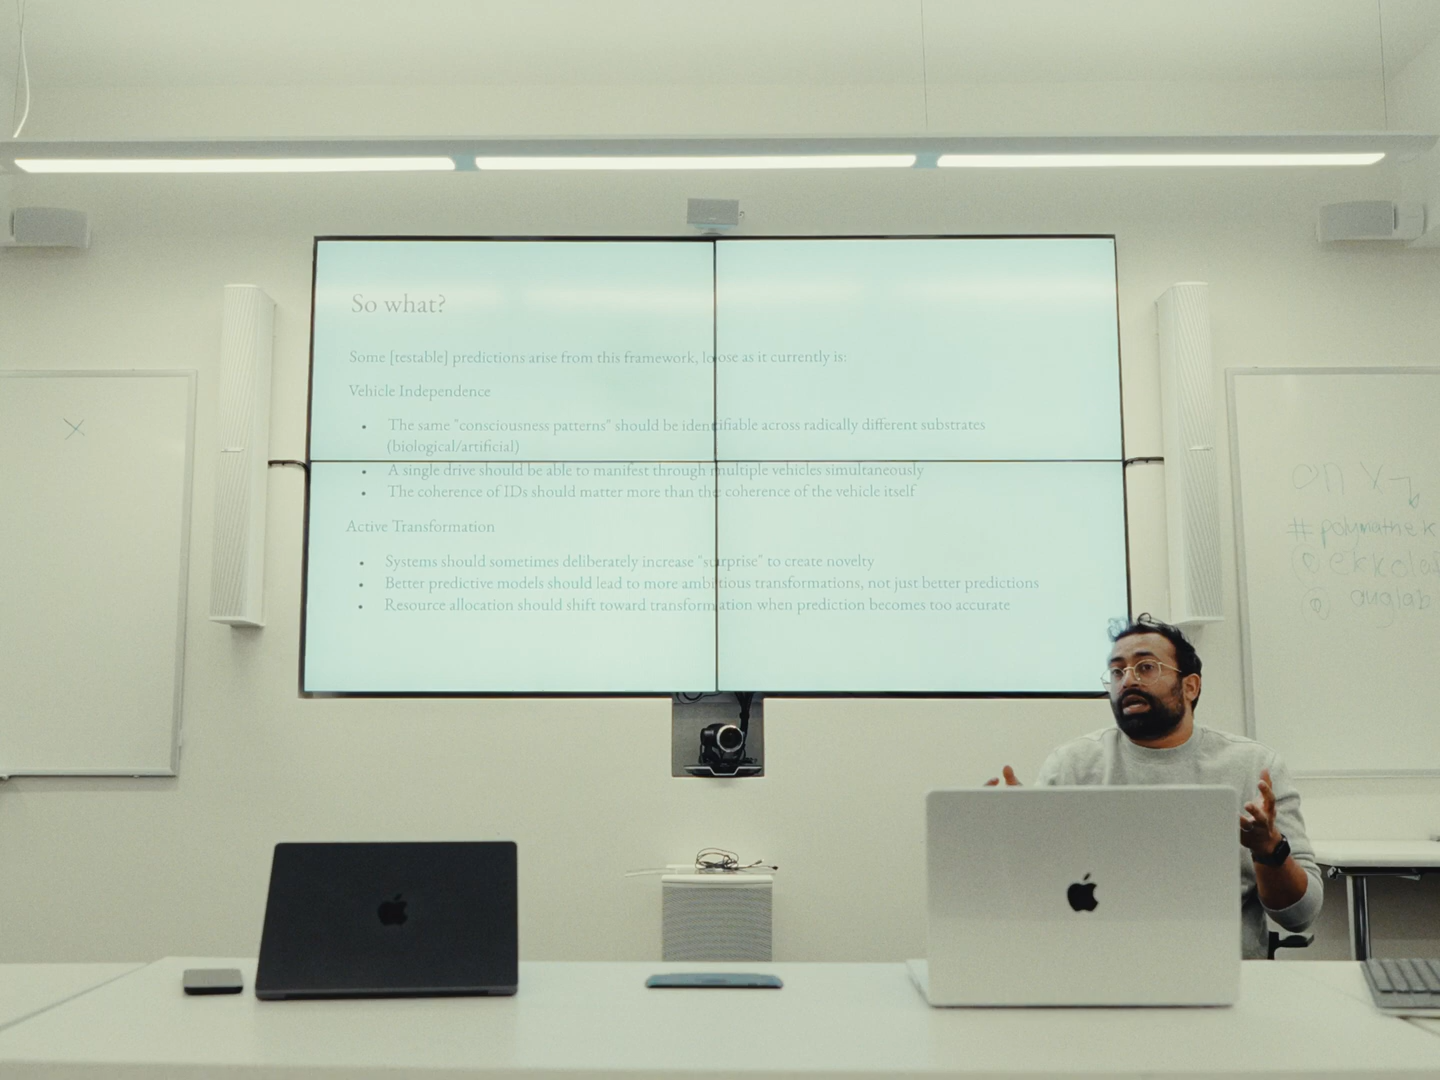 So what?
Some [testable] predictions arise from this framework, loose as it currently is:
Vehicle Independence
• The same "consciousness patterns" should be identifiable across radically different substrates
(biological/artificial)
• A single drive should be able to manifest through multiple vehicles simultaneously
• The coherence of IDs should matter more than the coherence of the vehicle itself
Active Transformation
• Systems should sometimes deliberately increase "surprise" to create novelty
• Better predictive models should lead to more ambitious transformations, not just better predictions
• Resource allocation should shift toward transformation when prediction becomes too accurate
X
on X
#polymathek